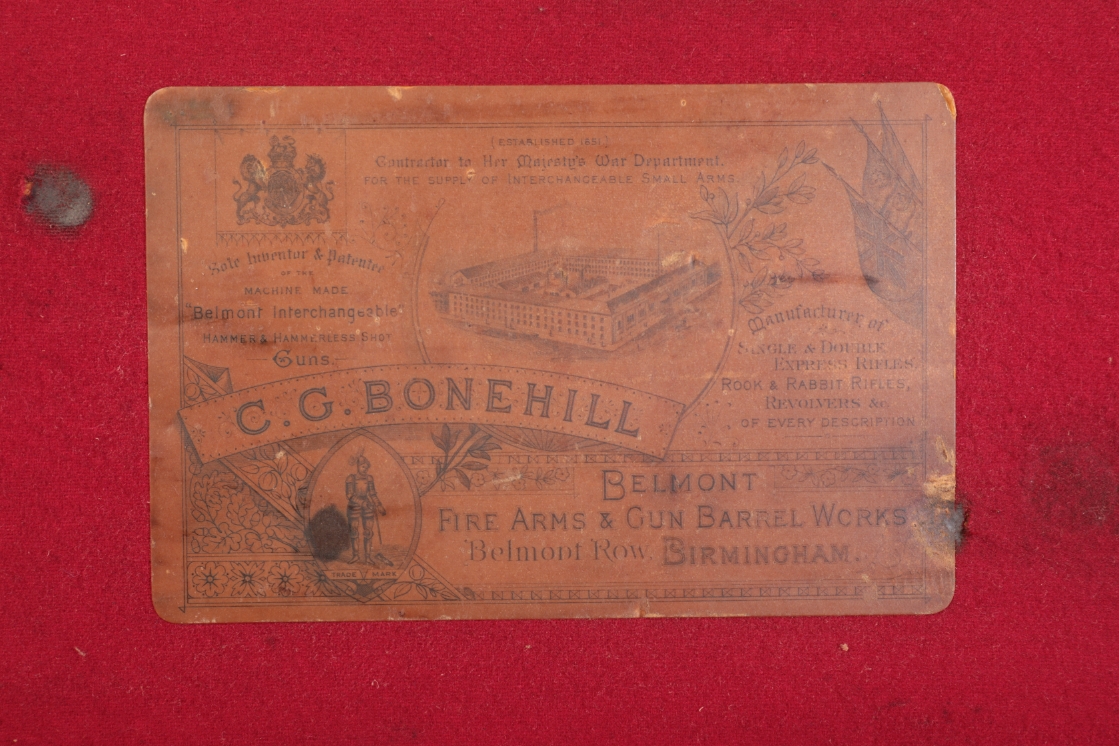 (ESTABLISHED 1851)
Contractor to Her Majesty's War Department,
FOR THE SUPPLY OF INTERCHANGEABLE SMALL ARMS.
Sole Inventor & Patentee
OF THE
MACHINE MADE
"Belmont Interchangeable"
HAMMER & HAMMERLESS SHOT
GUNS.
Manufacturer of
SINGLE & DOUBLE
EXPRESS RIFLES,
ROOK & RABBIT RIFLES,
REVOLVERS &c
OF EVERY DESCRIPTION
C. G. BONEHILL
BELMONT
FIRE ARMS & GUN BARREL WORKS
Belmont Row, BIRMINGHAM.
TRADE MARK